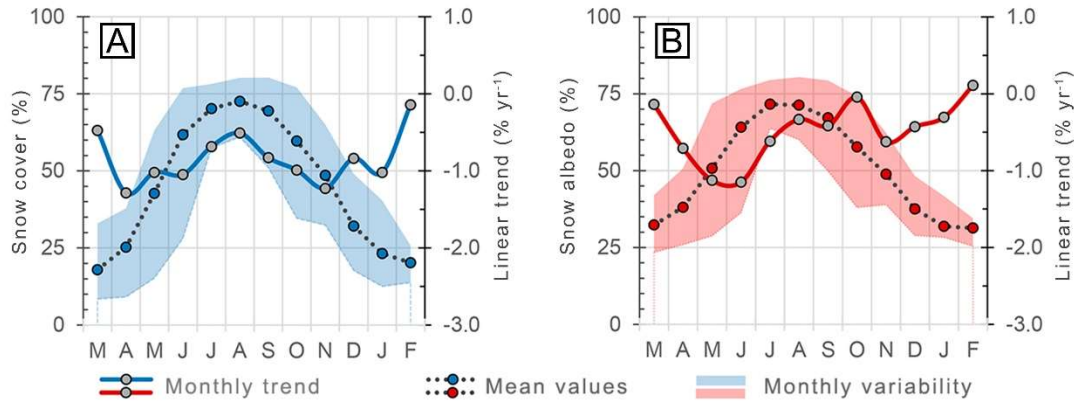 A
B
Snow cover (%)
100
75
50
25
0
1.0
0.0
-1.0
-2.0
-3.0
Linear trend (% yr⁻¹)
M A M J J A S O N D J F
Snow albedo (%)
100
75
50
25
0
1.0
0.0
-1.0
-2.0
-3.0
Linear trend (% yr⁻¹)
M A M J J A S O N D J F
Monthly trend
Mean values
Monthly variability